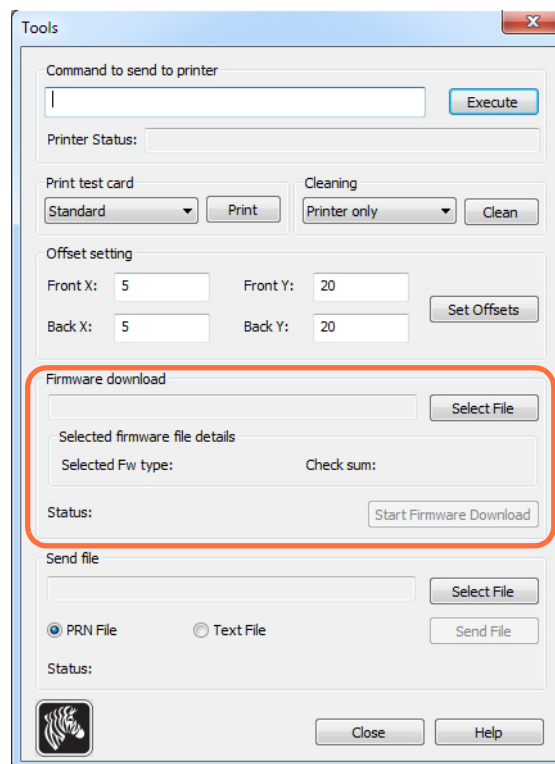 Tools
Command to send to printer
Execute
Printer Status:
Print test card
Cleaning
Standard
Print
Printer only
Clean
Offset setting
Front X: 5 Front Y: 20
Set Offsets
Back X: 5 Back Y: 20
Firmware download
Select File
Selected firmware file details
Selected Fw type: Check sum:
Status: Start Firmware Download
Send file
Select File
PRN File Text File Send File
Status:
Close Help